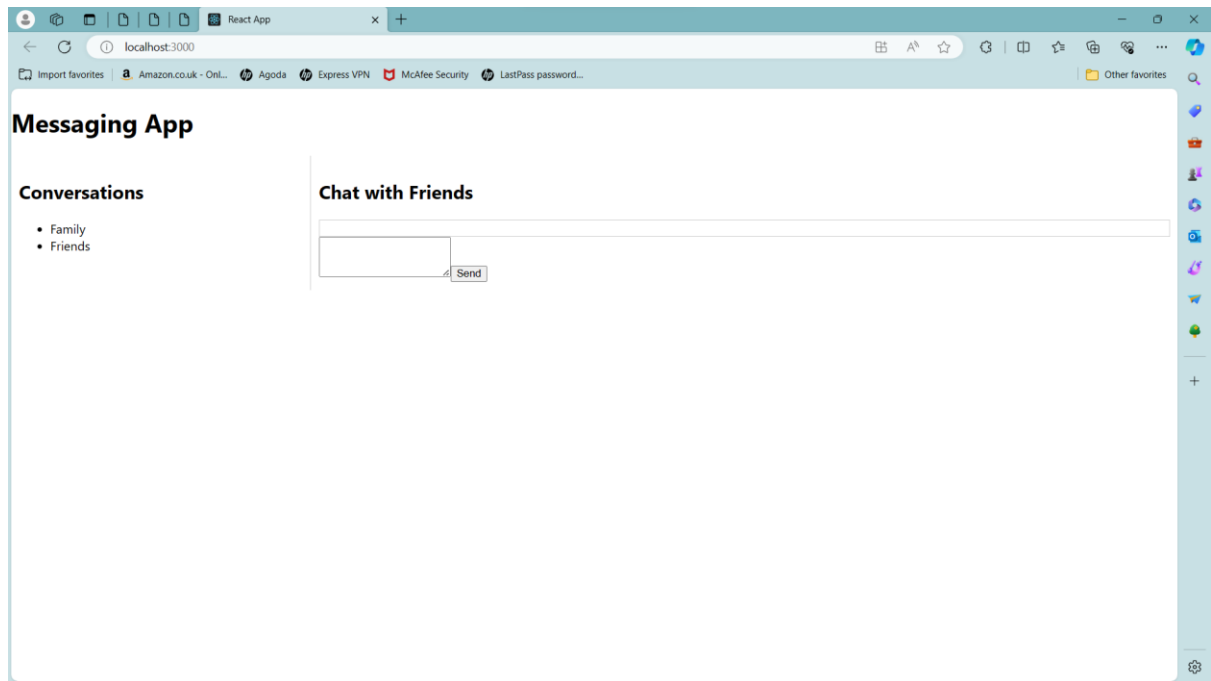 React App
localhost:3000
Import favorites Amazon.co.uk - Onl... Agoda Express VPN McAfee Security LastPass password... Other favorites
Messaging App
Conversations
Family
Friends
Chat with Friends
Send